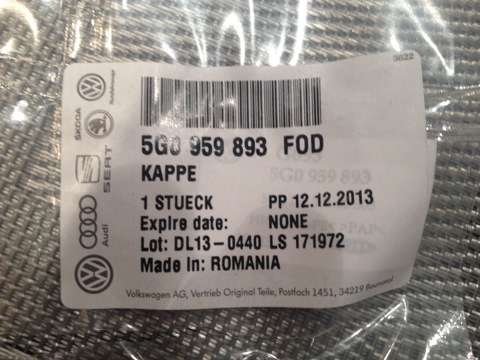 3022
5G0 959 893 FOD
KAPPE
1 STUECK PP 12.12.2013
Expire date: NONE
Lot: DL13-0440 LS 171972
Made in: ROMANIA
Volkswagen AG, Vertrieb Original Teile, Postfach 1451, 34219 Baunatal
ŠKODA
SEAT
Audi
5G0 959 893